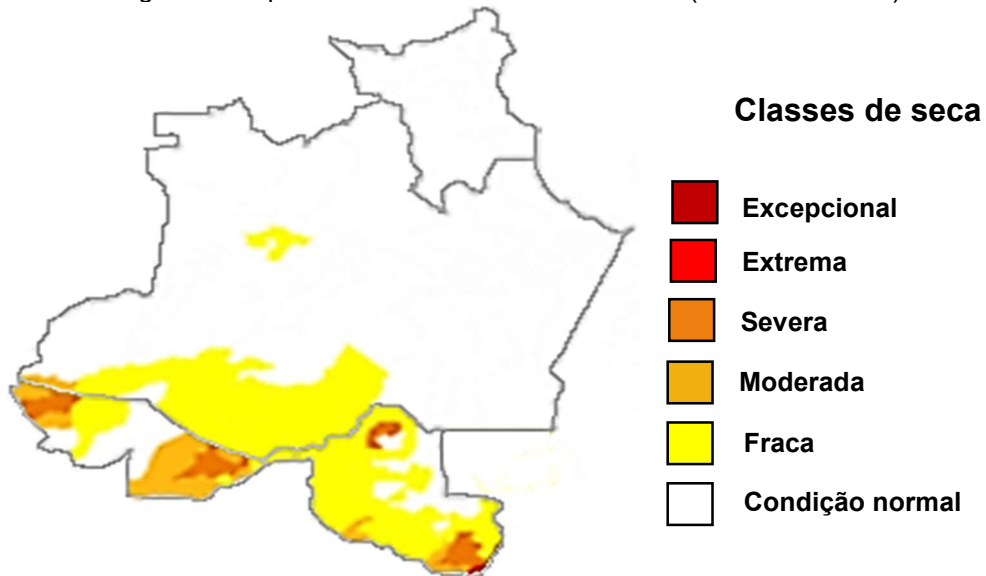 Classes de seca
Excepcional
Extrema
Severa
Moderada
Fraca
Condição normal